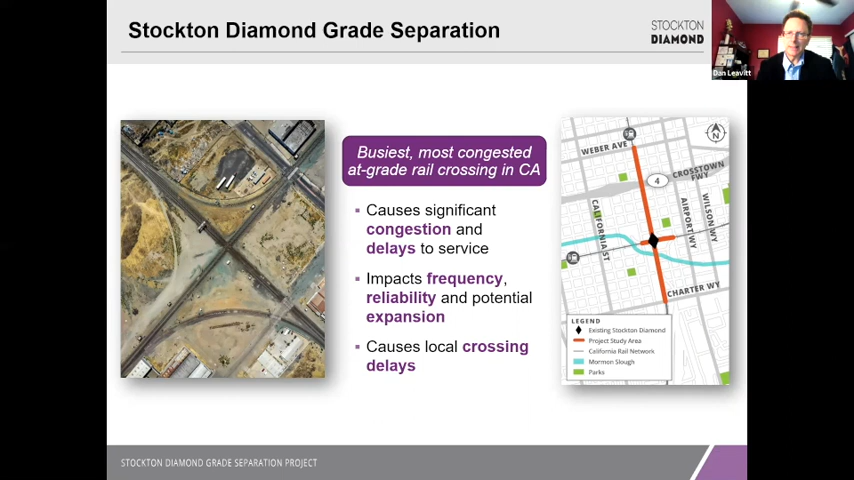 Stockton Diamond Grade Separation
STOCKTON
DIAMOND
Dan Leavitt
Busiest, most congested
at-grade rail crossing in CA
▪ Causes significant
congestion and
delays to service
▪ Impacts frequency,
reliability and potential
expansion
▪ Causes local crossing
delays
N
WEBER AVE
CROSSTOWN
FWY
4
CALIFORNIA ST
AIRPORT WY
WILSON WY
CHARTER WY
LEGEND
Existing Stockton Diamond
Project Study Area
California Rail Network
Mormon Slough
Parks
STOCKTON DIAMOND GRADE SEPARATION PROJECT